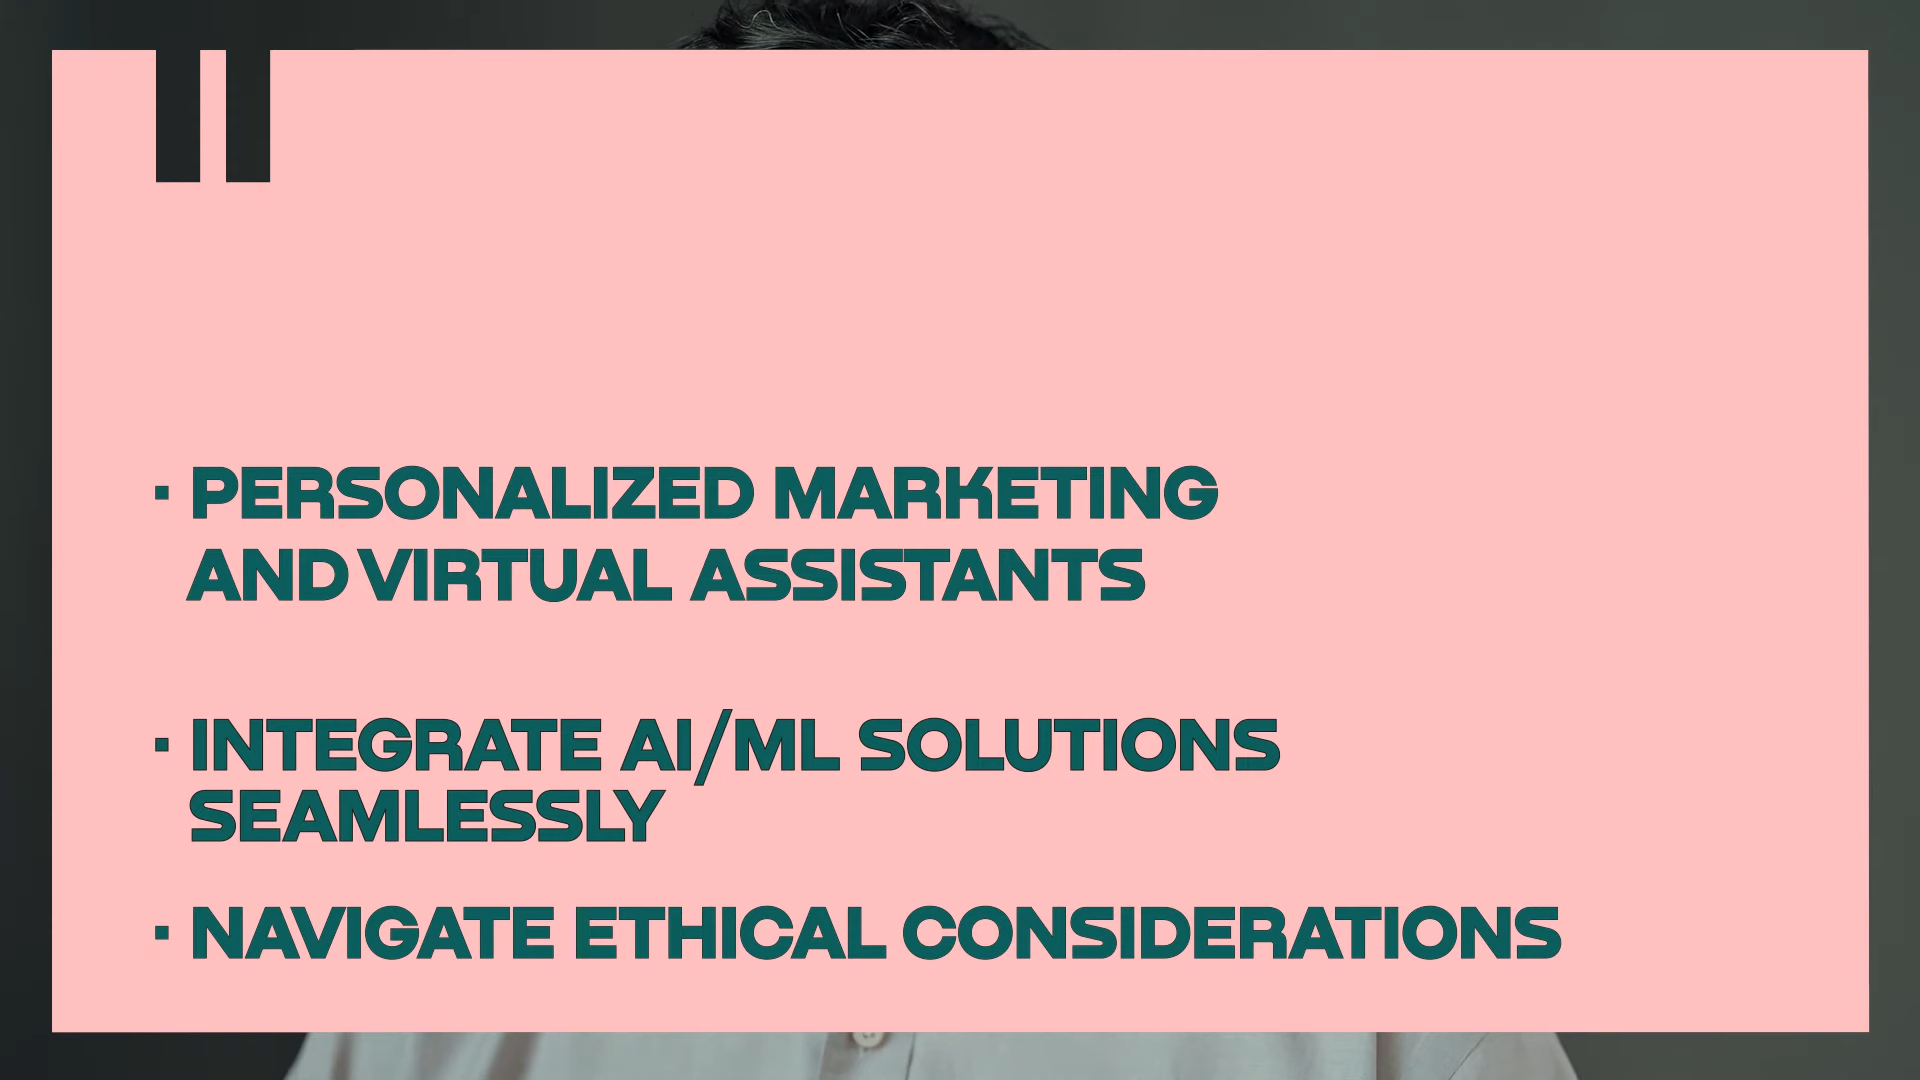 · PERSONALIZED MARKETING
AND VIRTUAL ASSISTANTS
· INTEGRATE AI/ML SOLUTIONS
SEAMLESSLY
· NAVIGATE ETHICAL CONSIDERATIONS